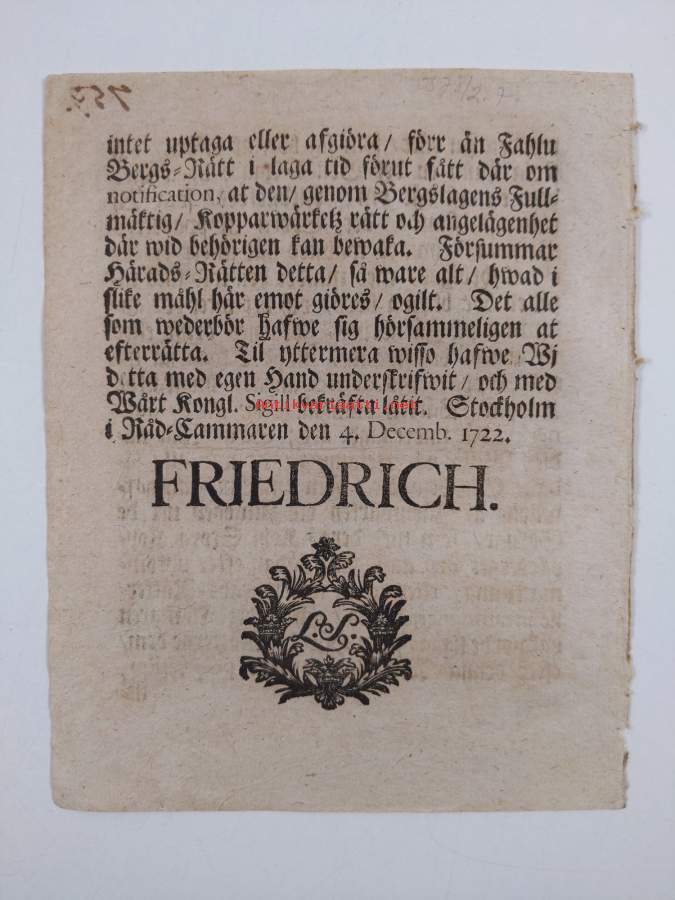 757.
intet uptaga eller afgiöra / förr än Fahlu
Bergs-Rätt i laga tid förut fått där om
notification, at den / genom Bergslagens Full-
mäktig / Kopparwärketz rätt och angelägenhet
där wid behörigen kan bewaka. Försummar
Härads-Rätten detta / så ware alt / hwad i
slike måhl här emot giöres / ogilt. Det alle
som wederbör hafwe sig hörsammeligen at
efterrätta. Til yttermera wisso hafwe Wj
detta med egen Hand underskrifwit / och med
Wårt Kongl. Sigill bekräfta låtit. Stockholm
i Råd-Cammaren den 4. Decemb. 1722.
FRIEDRICH.
L.S.